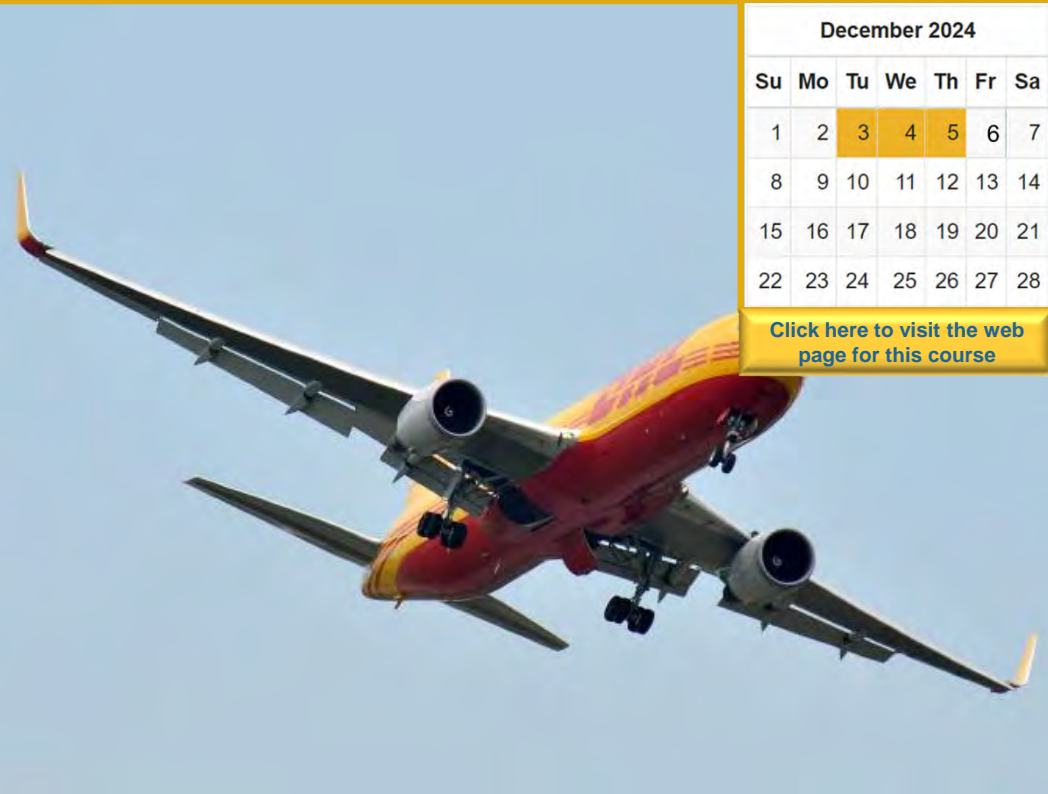 December 2024
Su Mo Tu We Th Fr Sa
1 2 3 4 5 6 7
8 9 10 11 12 13 14
15 16 17 18 19 20 21
22 23 24 25 26 27 28
Click here to visit the web
page for this course